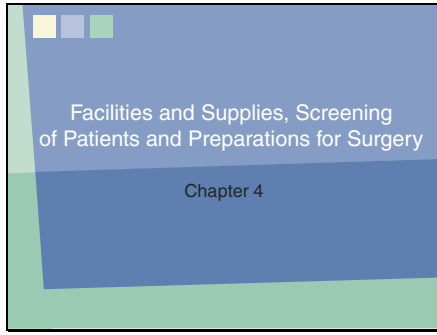 Facilities and Supplies, Screening
of Patients and Preparations for Surgery
Chapter 4